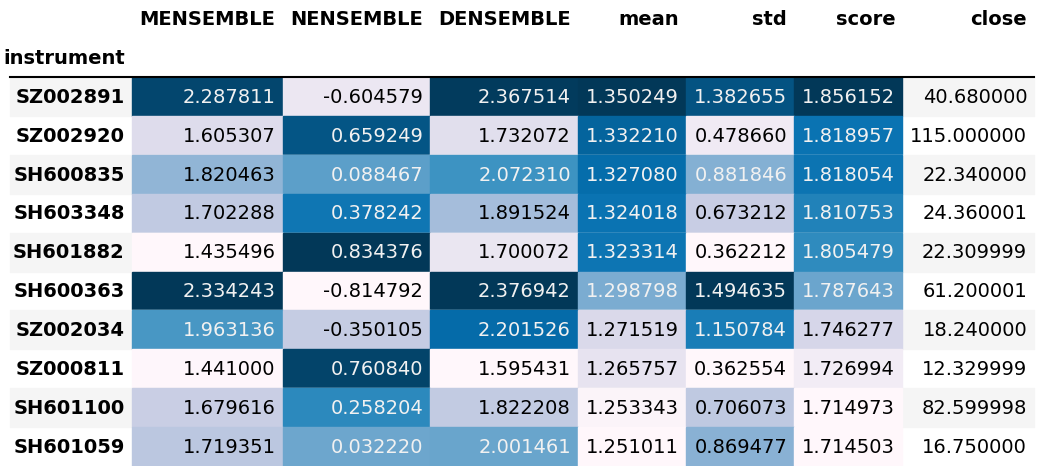 MENSEMBLE NENSEMBLE DENSEMBLE mean std score close
instrument
SZ002891 2.287811 -0.604579 2.367514 1.350249 1.382655 1.856152 40.680000
SZ002920 1.605307 0.659249 1.732072 1.332210 0.478660 1.818957 115.000000
SH600835 1.820463 0.088467 2.072310 1.327080 0.881846 1.818054 22.340000
SH603348 1.702288 0.378242 1.891524 1.324018 0.673212 1.810753 24.360001
SH601882 1.435496 0.834376 1.700072 1.323314 0.362212 1.805479 22.309999
SH600363 2.334243 -0.814792 2.376942 1.298798 1.494635 1.787643 61.200001
SZ002034 1.963136 -0.350105 2.201526 1.271519 1.150784 1.746277 18.240000
SZ000811 1.441000 0.760840 1.595431 1.265757 0.362554 1.726994 12.329999
SH601100 1.679616 0.258204 1.822208 1.253343 0.706073 1.714973 82.599998
SH601059 1.719351 0.032220 2.001461 1.251011 0.869477 1.714503 16.750000